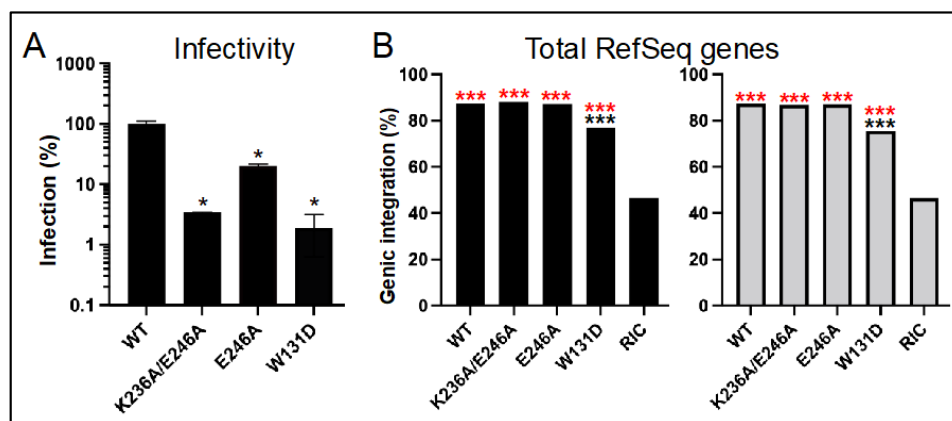 A Infectivity
Infection (%)
1000
100
10
1
0.1
*
*
*
WT
K236A/E246A
E246A
W131D
B Total RefSeq genes
Genic integration (%)
100
80
60
40
20
0
***
***
***
***
***
WT
K236A/E246A
E246A
W131D
RIC
100
80
60
40
20
0
***
***
***
***
***
WT
K236A/E246A
E246A
W131D
RIC